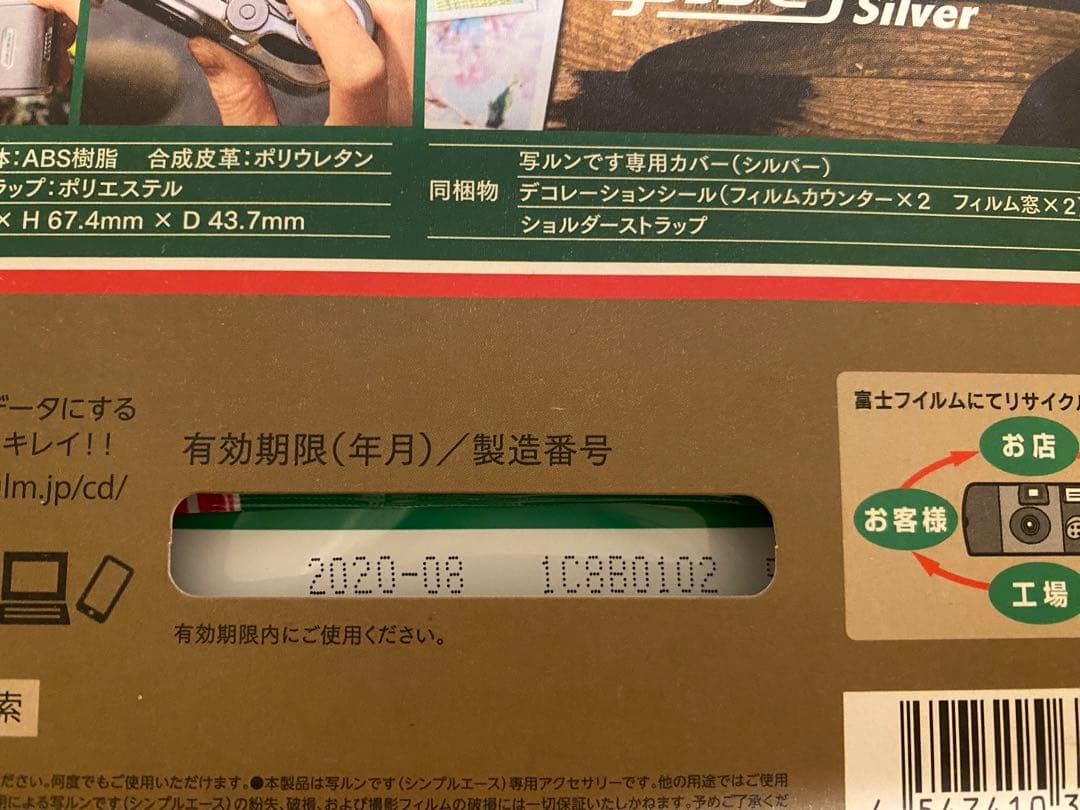 Silver
体:ABS樹脂　合成皮革:ポリウレタン
ラップ:ポリエステル
× H 67.4mm × D 43.7mm
同梱物
写ルンです専用カバー(シルバー)
デコレーションシール(フィルムカウンター×2　フィルム窓×2)
ショルダーストラップ
データにする
キレイ!!
lm.jp/cd/
有効期限(年月)/製造番号
2020-08　1C8B0102
有効期限内にご使用ください。
富士フイルムにてリサイクル
お店
お客様
工場
索
ださい。何度でもご使用いただけます。●本製品は写ルンです(シンプルエース)専用アクセサリーです。他の用途ではご使用
による写ルンです(シンプルエース)の紛失、破損、および撮影フィルムの破損には一切保証いたしかねます。予めご了承くだ
4 547410 3